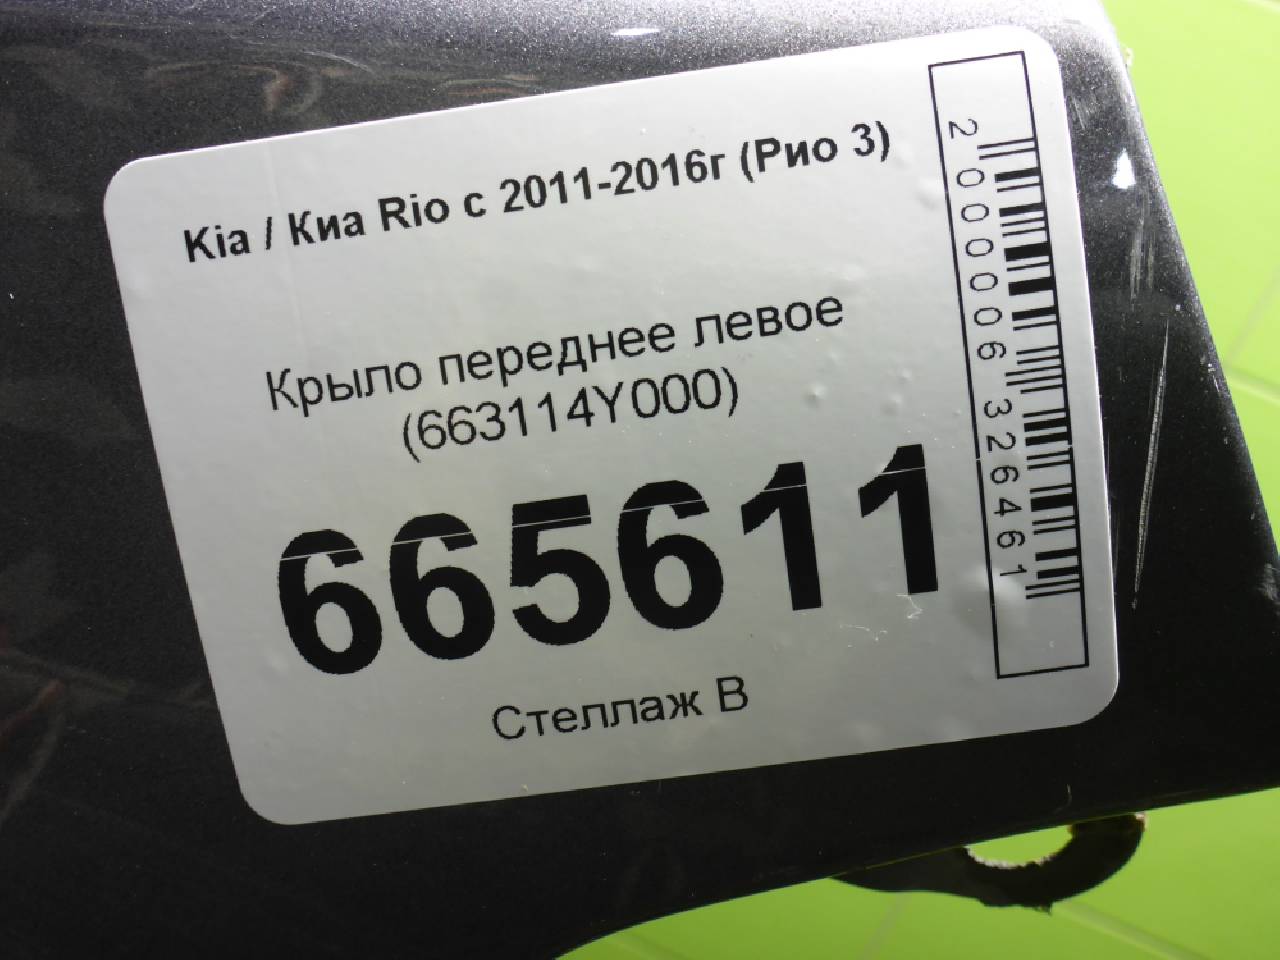 Kia / Киа Rio с 2011-2016г (Рио 3)
Крыло переднее левое
(663114Y000)
665611
Стеллаж В
2000006326461